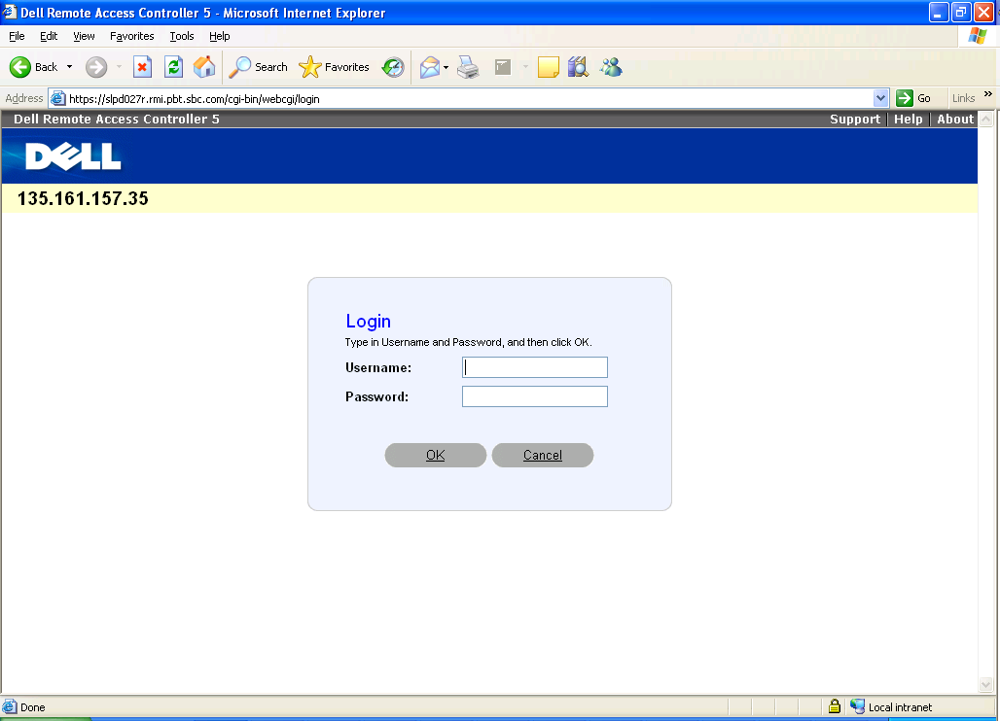 Dell Remote Access Controller 5 - Microsoft Internet Explorer
File Edit View Favorites Tools Help
Back Search Favorites
Address https://slpd027r.rmi.pbt.sbc.com/cgi-bin/webcgi/login Go Links »
Dell Remote Access Controller 5 Support | Help | About
DELL
135.161.157.35
Login
Type in Username and Password, and then click OK.
Username:
Password:
OK Cancel
Done Local intranet